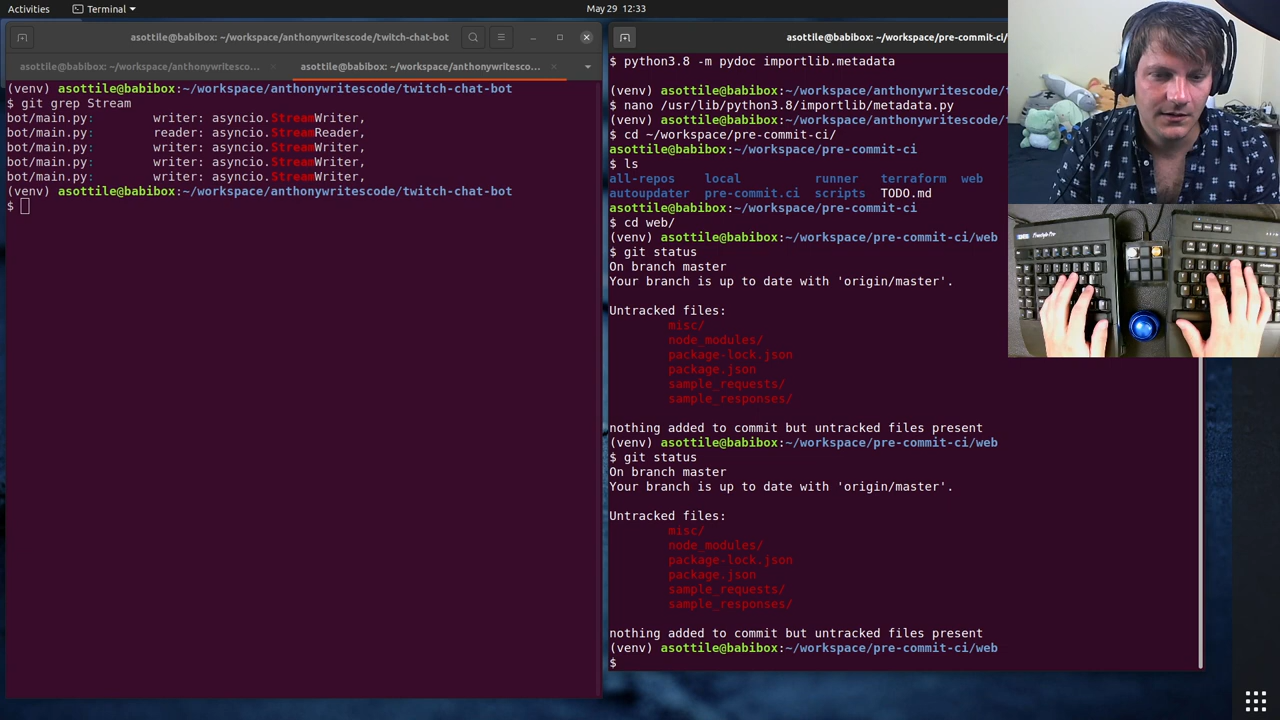 Activities
Terminal
May 29 12:33
asottile@babibox: ~/workspace/anthonywritescode/twitch-chat-bot
asottile@babibox: ~/workspace/anthonywritesco...
asottile@babibox: ~/workspace/anthonywritesco...
(venv) asottile@babibox:~/workspace/anthonywritescode/twitch-chat-bot
$ git grep Stream
bot/main.py:        writer: asyncio.StreamWriter,
bot/main.py:        reader: asyncio.StreamReader,
bot/main.py:        writer: asyncio.StreamWriter,
bot/main.py:        writer: asyncio.StreamWriter,
bot/main.py:        writer: asyncio.StreamWriter,
(venv) asottile@babibox:~/workspace/anthonywritescode/twitch-chat-bot
$
asottile@babibox: ~/workspace/pre-commit-ci/
$ python3.8 -m pydoc importlib.metadata
(venv) asottile@babibox:~/workspace/anthonywritescode/
$ nano /usr/lib/python3.8/importlib/metadata.py
(venv) asottile@babibox:~/workspace/anthonywritescode/
$ cd ~/workspace/pre-commit-ci/
asottile@babibox:~/workspace/pre-commit-ci
$ ls
all-repos   local          runner   terraform  web
autoupdater  pre-commit.ci  scripts  TODO.md
asottile@babibox:~/workspace/pre-commit-ci
$ cd web/
(venv) asottile@babibox:~/workspace/pre-commit-ci/web
$ git status
On branch master
Your branch is up to date with 'origin/master'.
Untracked files:
misc/
node_modules/
package-lock.json
package.json
sample_requests/
sample_responses/
nothing added to commit but untracked files present
(venv) asottile@babibox:~/workspace/pre-commit-ci/web
$ git status
On branch master
Your branch is up to date with 'origin/master'.
Untracked files:
misc/
node_modules/
package-lock.json
package.json
sample_requests/
sample_responses/
nothing added to commit but untracked files present
(venv) asottile@babibox:~/workspace/pre-commit-ci/web
$
Freestyle Pro